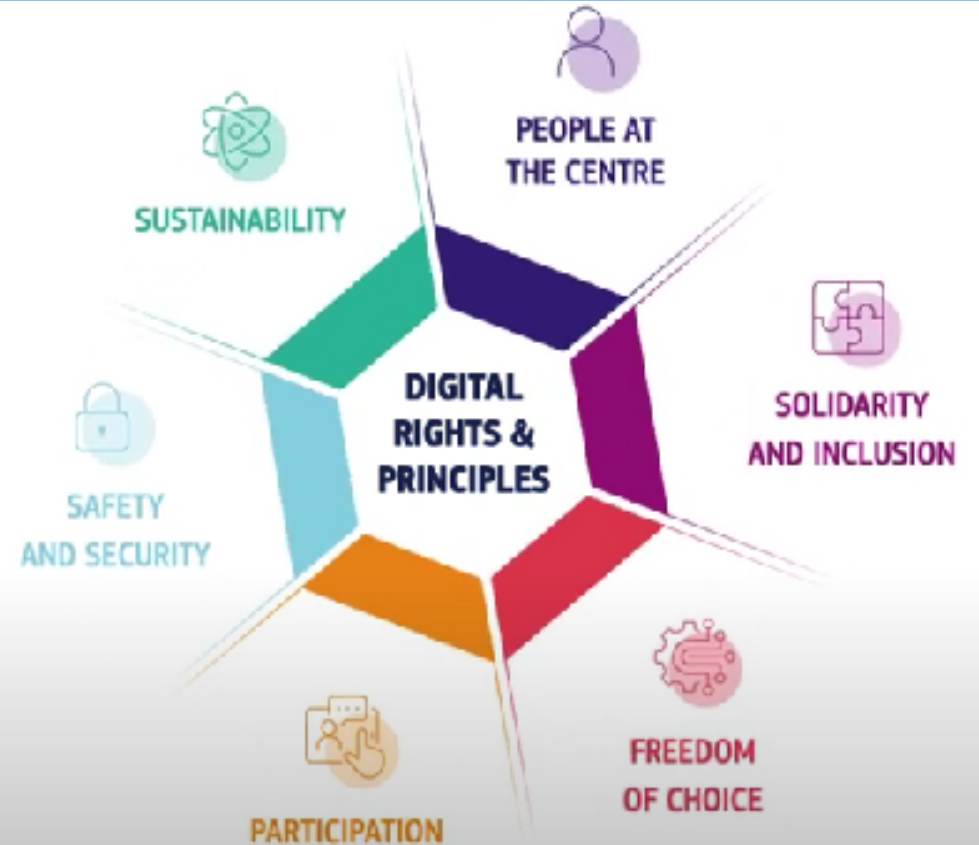 PEOPLE AT
THE CENTRE
SUSTAINABILITY
DIGITAL
RIGHTS &
PRINCIPLES
SOLIDARITY
AND INCLUSION
SAFETY
AND SECURITY
FREEDOM
OF CHOICE
PARTICIPATION